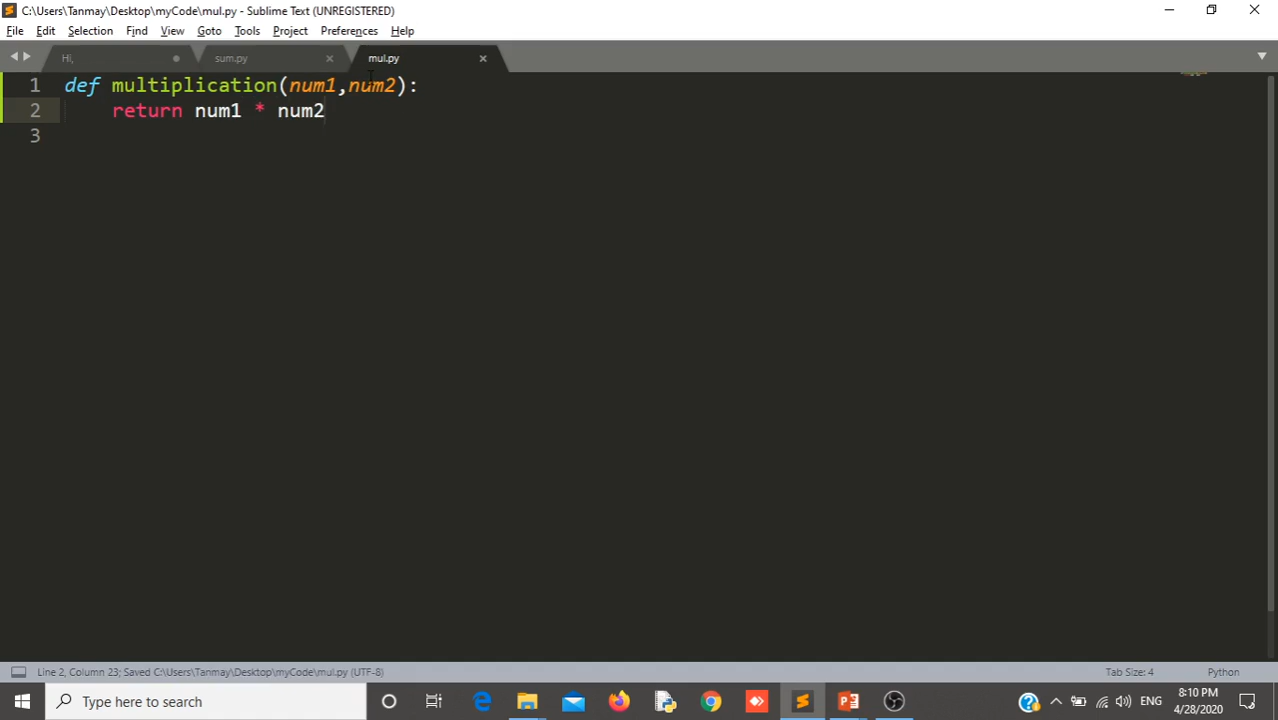 C:\Users\Tanmay\Desktop\myCode\mul.py - Sublime Text (UNREGISTERED)
File Edit Selection Find View Goto Tools Project Preferences Help
Hi, sum.py mul.py
1 def multiplication(num1,num2):
2 return num1 * num2
3
Line 2, Column 23; Saved C:\Users\Tanmay\Desktop\myCode\mul.py (UTF-8) Tab Size: 4 Python
Type here to search ENG 8:10 PM
4/28/2020